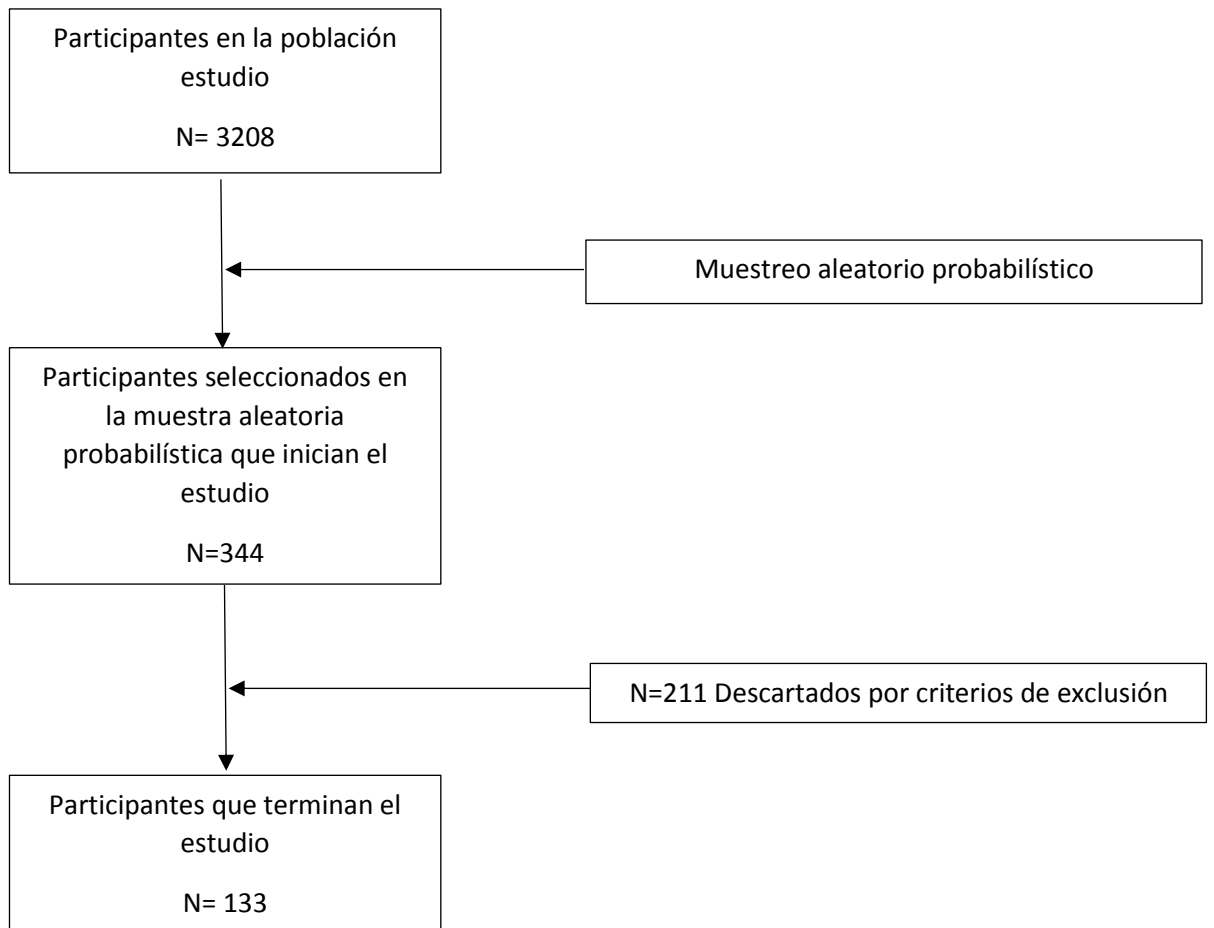 Participantes en la población
estudio
N= 3208
Muestreo aleatorio probabilístico
Participantes seleccionados en
la muestra aleatoria
probabilística que inician el
estudio
N=344
N=211 Descartados por criterios de exclusión
Participantes que terminan el
estudio
N= 133